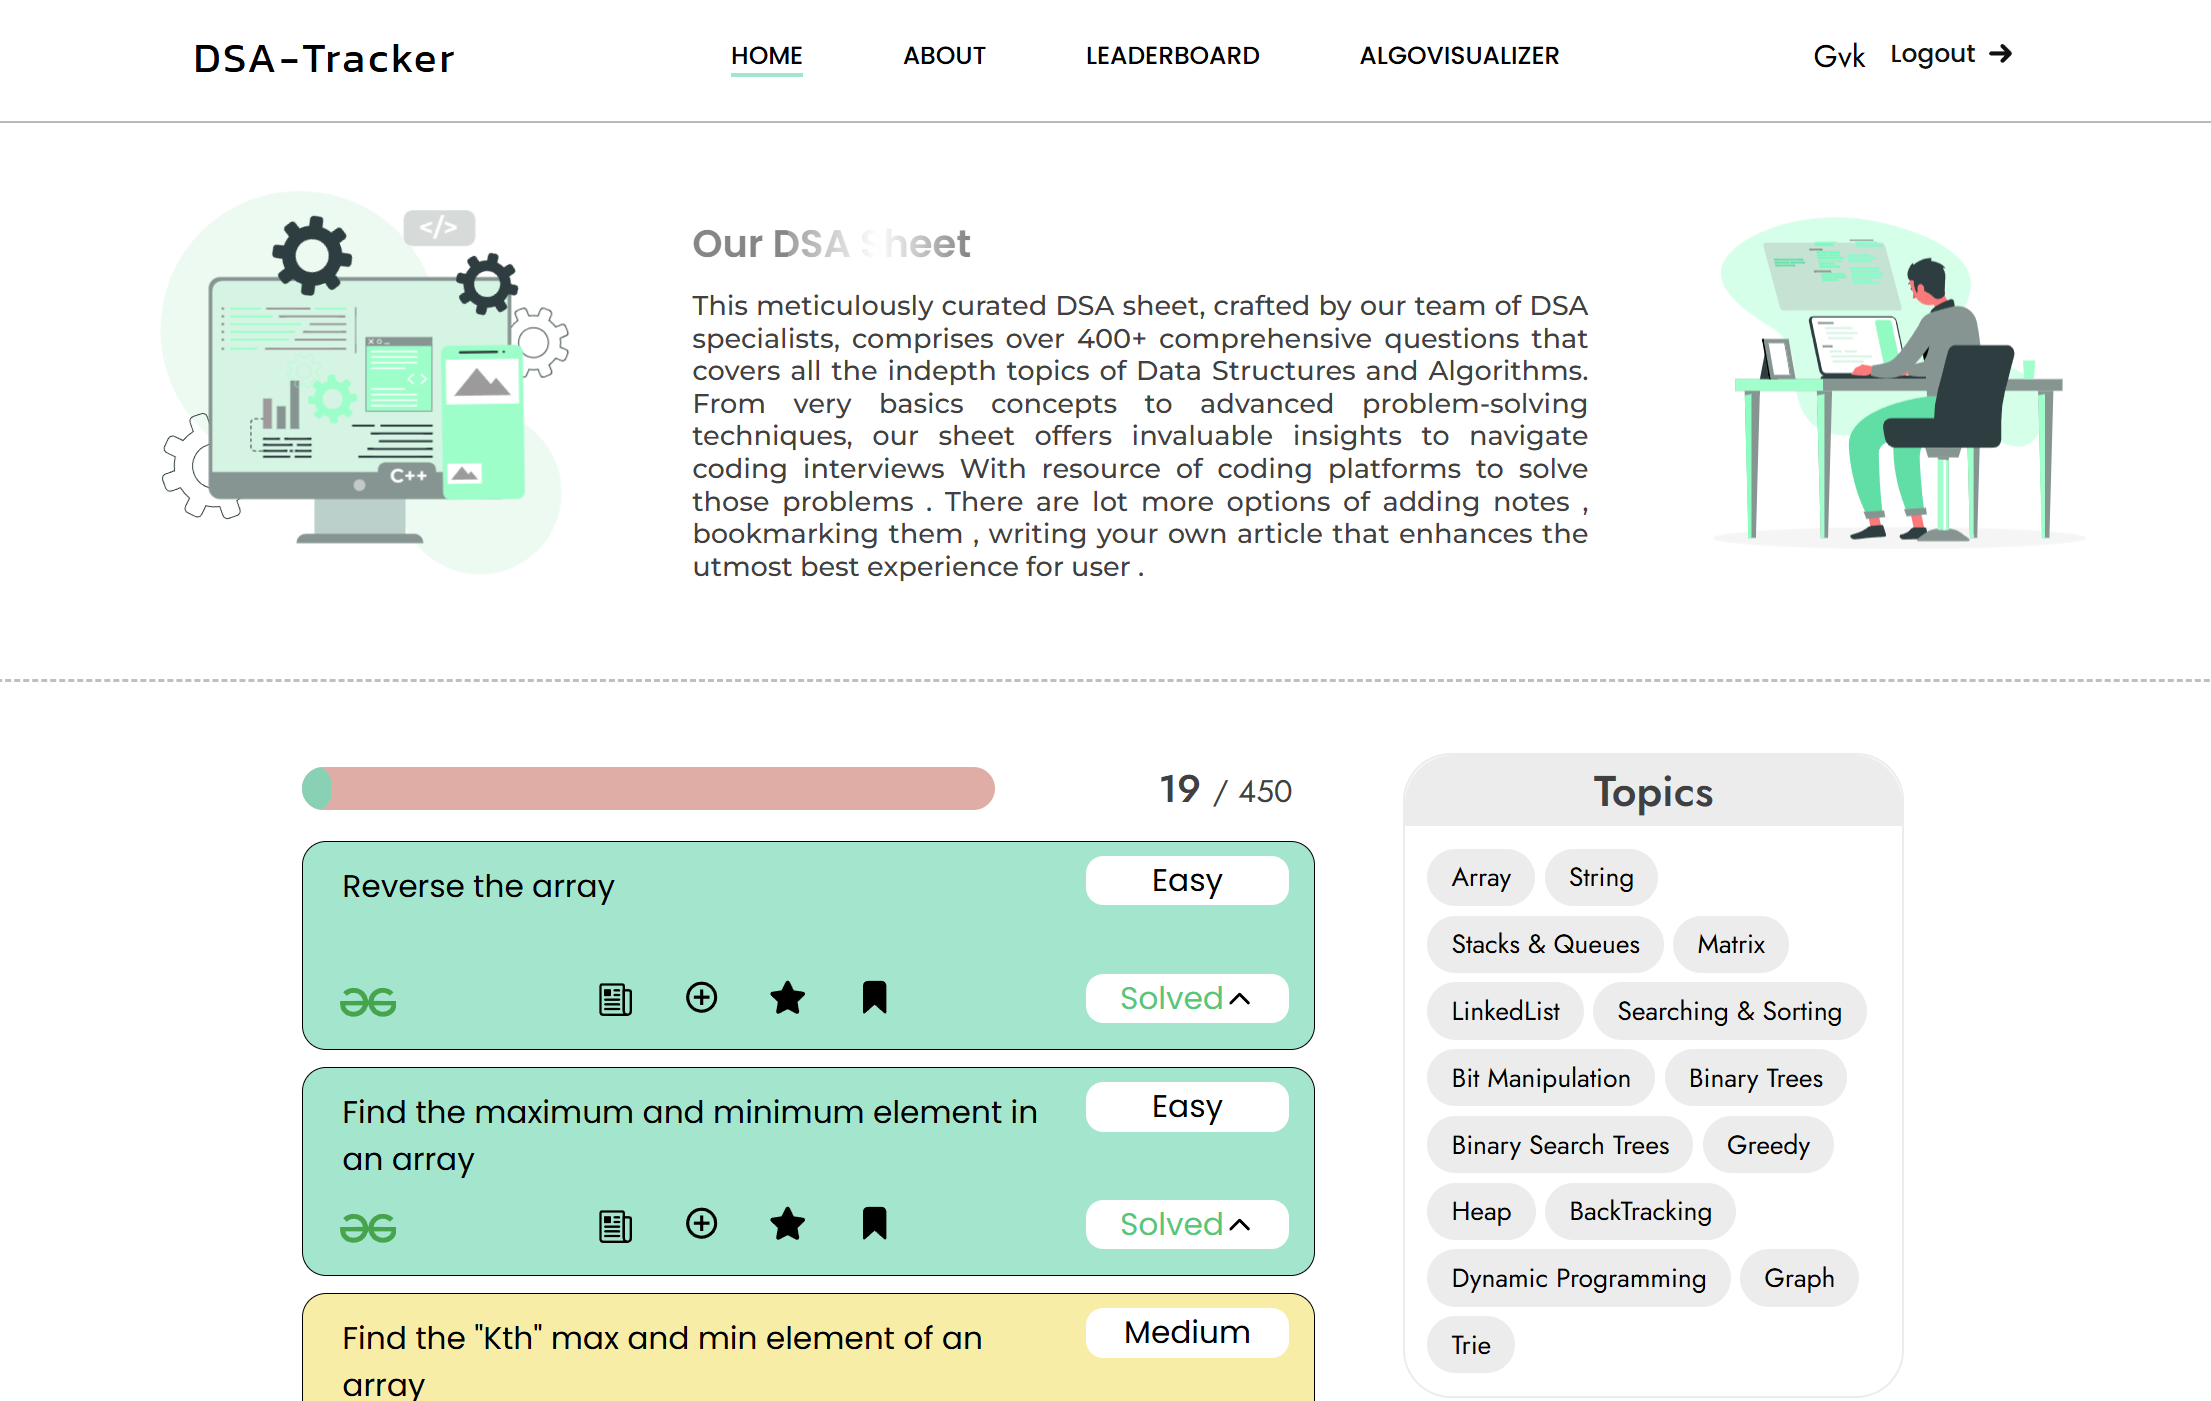 DSA-Tracker
HOME
ABOUT
LEADERBOARD
ALGOVISUALIZER
Gvk
Logout
</>
C++
Our DSA Sheet
This meticulously curated DSA sheet, crafted by our team of DSA
specialists, comprises over 400+ comprehensive questions that
covers all the indepth topics of Data Structures and Algorithms.
From very basics concepts to advanced problem-solving
techniques, our sheet offers invaluable insights to navigate
coding interviews With resource of coding platforms to solve
those problems . There are lot more options of adding notes ,
bookmarking them , writing your own article that enhances the
utmost best experience for user .
19 / 450
Reverse the array
Easy
Solved
Find the maximum and minimum element in
an array
Easy
Solved
Find the "Kth" max and min element of an
array
Medium
Topics
Array
String
Stacks & Queues
Matrix
LinkedList
Searching & Sorting
Bit Manipulation
Binary Trees
Binary Search Trees
Greedy
Heap
BackTracking
Dynamic Programming
Graph
Trie